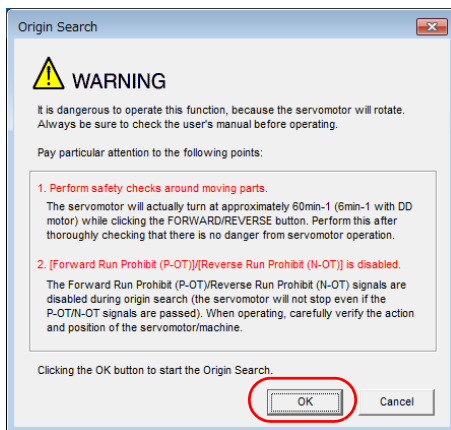 Origin Search
WARNING
It is dangerous to operate this function, because the servomotor will rotate.
Always be sure to check the user's manual before operating.
Pay particular attention to the following points:
1. Perform safety checks around moving parts.
The servomotor will actually turn at approximately 60min-1 (6min-1 with DD
motor) while clicking the FORWARD/REVERSE button. Perform this after
thoroughly checking that there is no danger from servomotor operation.
2. [Forward Run Prohibit (P-OT)]/[Reverse Run Prohibit (N-OT)] is disabled.
The Forward Run Prohibit (P-OT)/Reverse Run Prohibit (N-OT) signals are
disabled during origin search (the servomotor will not stop even if the
P-OT/N-OT signals are passed). When operating, carefully verify the action
and position of the servomotor/machine.
Clicking the OK button to start the Origin Search.
OK Cancel